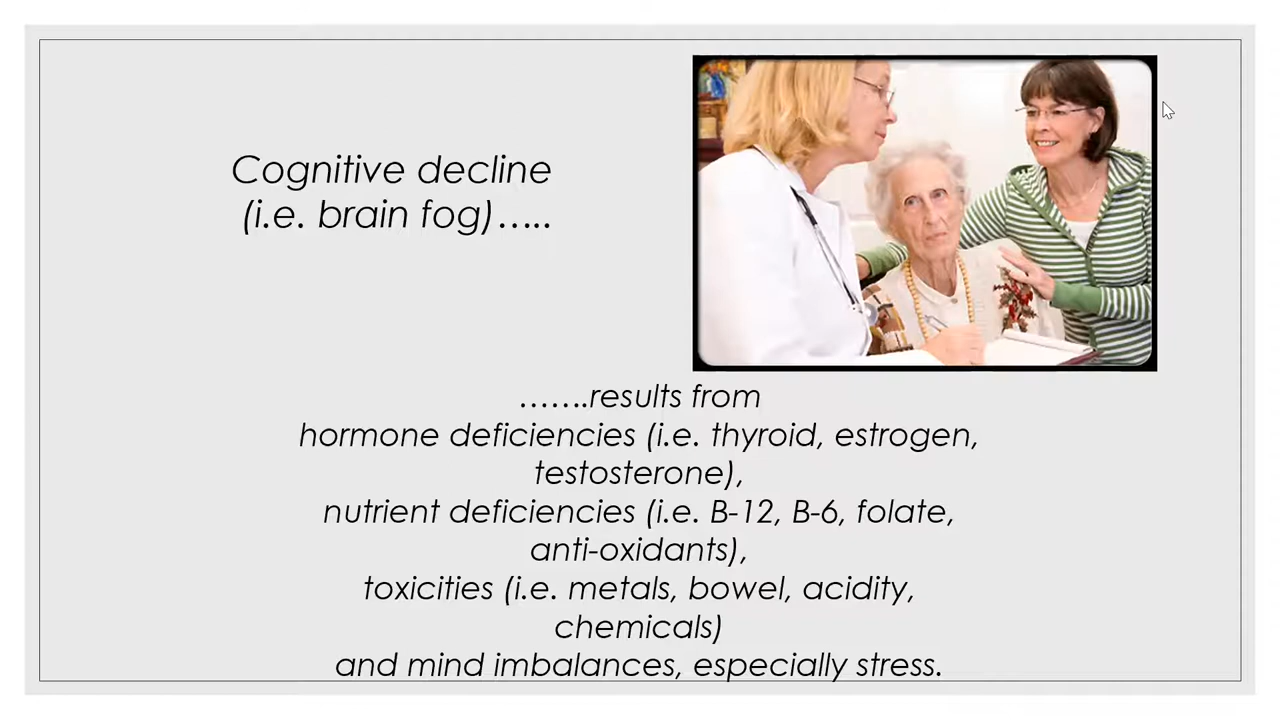 Cognitive decline
(i.e. brain fog)…..
…….results from
hormone deficiencies (i.e. thyroid, estrogen,
testosterone),
nutrient deficiencies (i.e. B-12, B-6, folate,
anti-oxidants),
toxicities (i.e. metals, bowel, acidity,
chemicals)
and mind imbalances, especially stress.